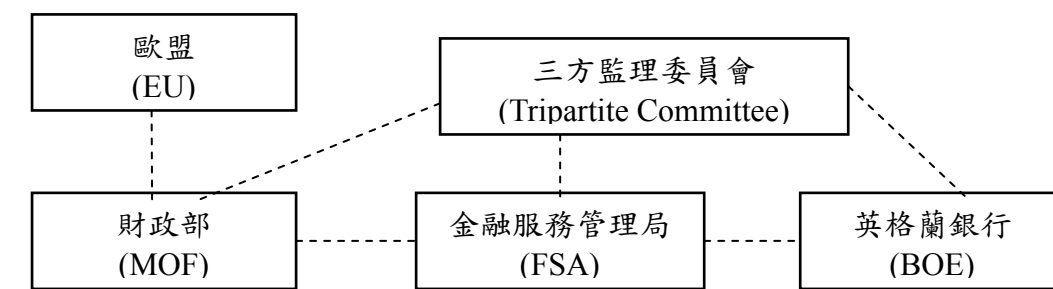 歐盟
(EU)
三方監理委員會
(Tripartite Committee)
財政部
(MOF)
金融服務管理局
(FSA)
英格蘭銀行
(BOE)